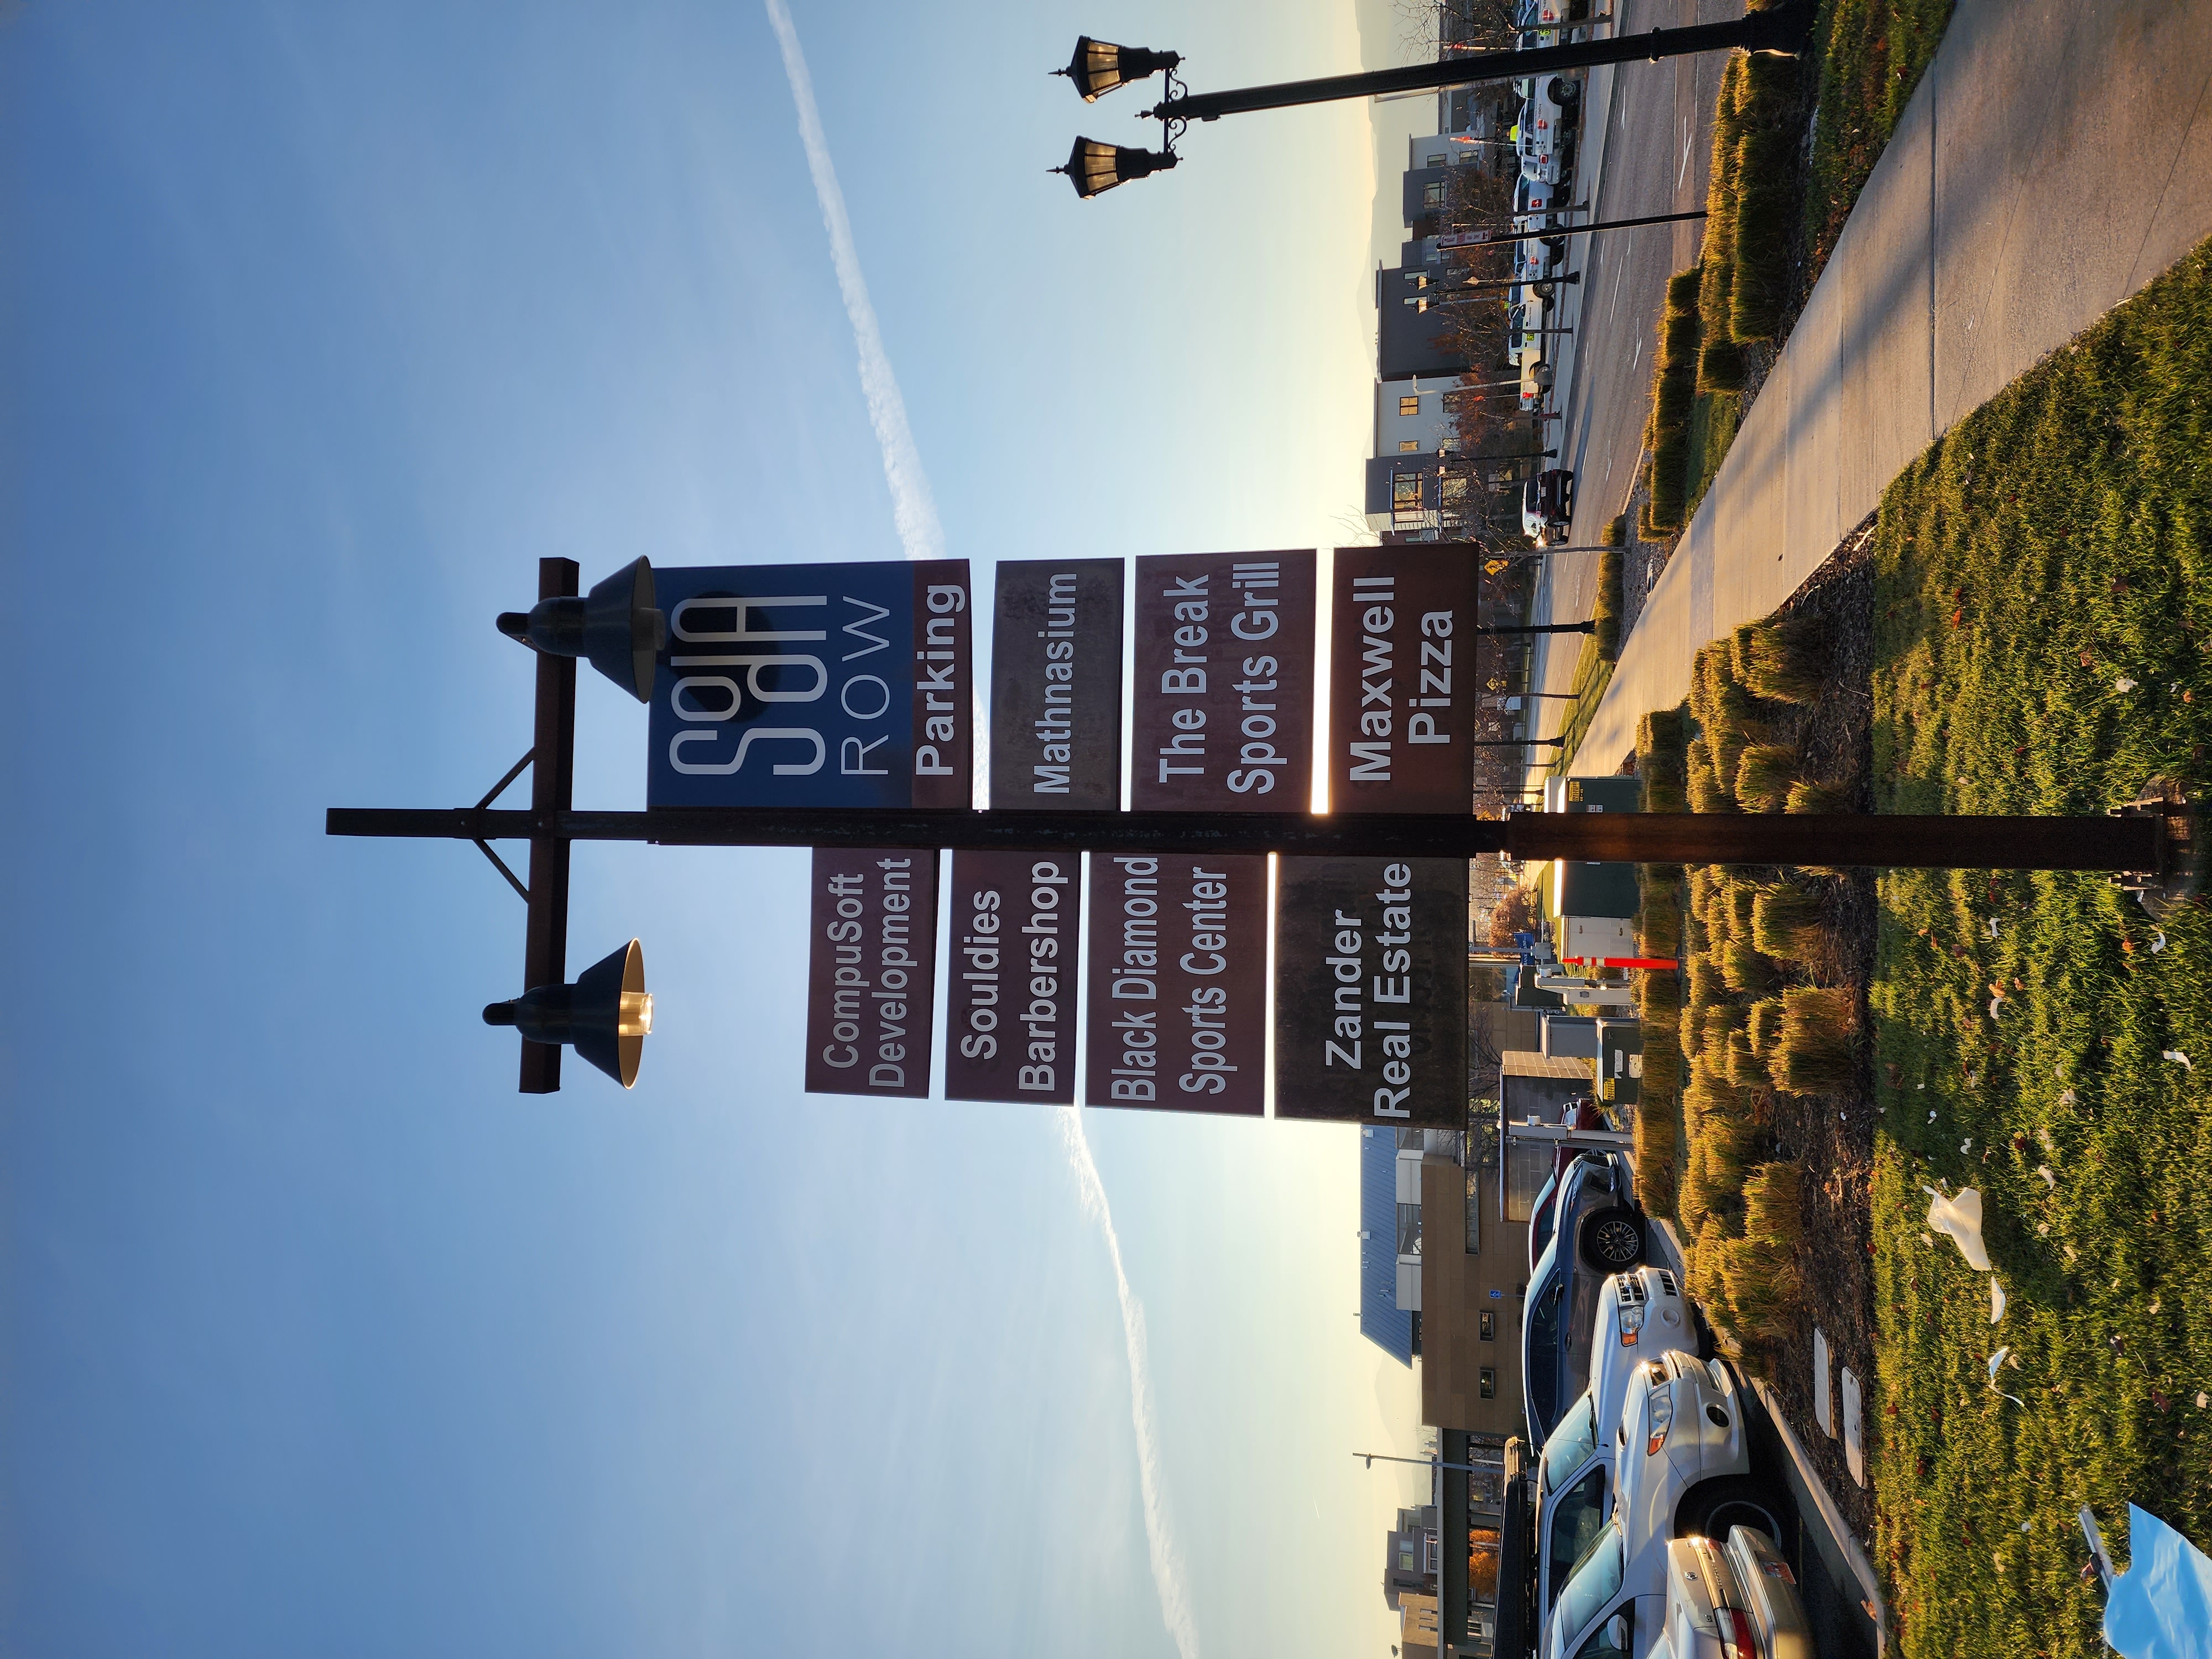 CompuSoft
Development
Souldies
Barbershop
Black Diamond
Sports Center
Zander
Real Estate
SodA
ROW
Parking
Mathnasium
The Break
Sports Grill
Maxwell
Pizza